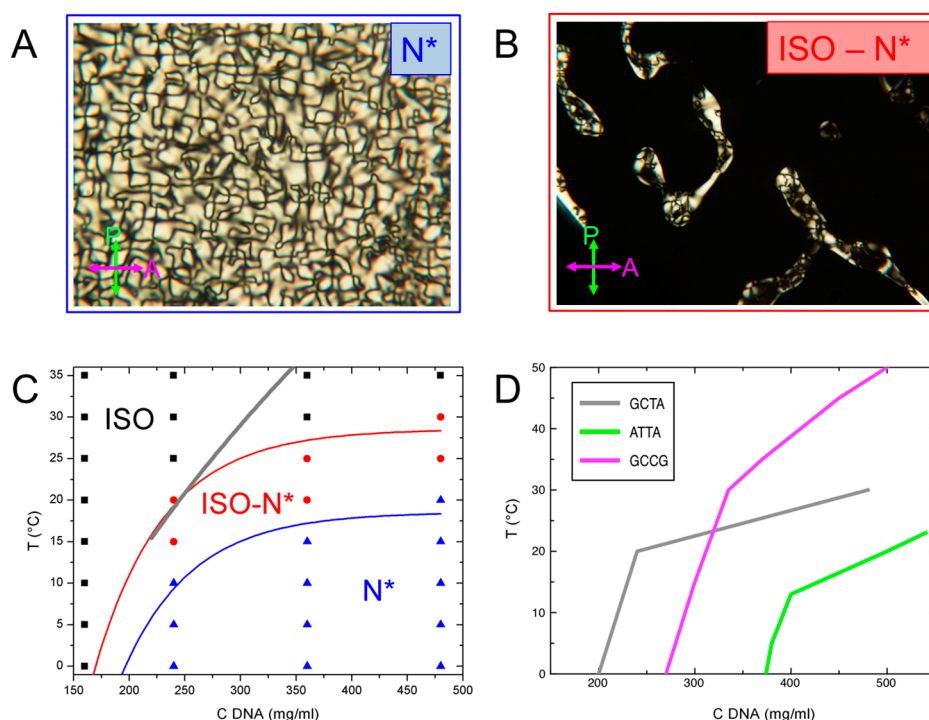 A
N*
P
A
B
ISO – N*
P
A
C
ISO
ISO-N*
N*
35
30
25
20
15
10
5
0
T (°C)
150 200 250 300 350 400 450 500
C DNA (mg/ml)
D
GCTA
ATTA
GCCG
50
40
30
20
10
0
T (°C)
200 300 400 500
C DNA (mg/ml)